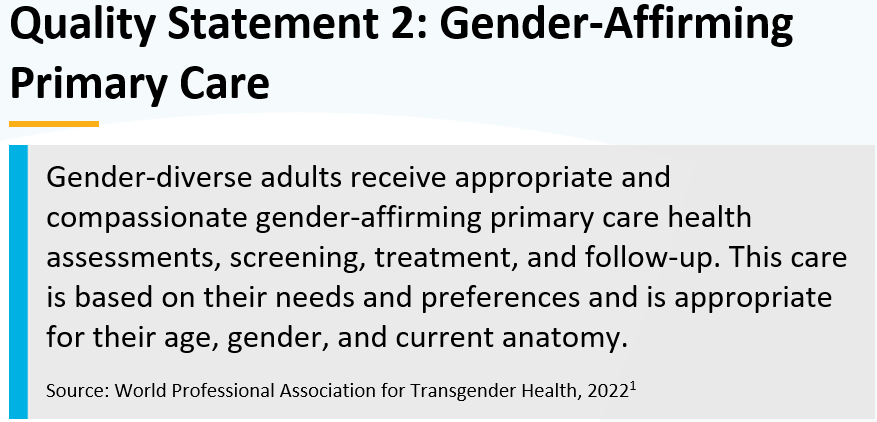 Quality Statement 2: Gender-Affirming
Primary Care
Gender-diverse adults receive appropriate and
compassionate gender-affirming primary care health
assessments, screening, treatment, and follow-up. This care
is based on their needs and preferences and is appropriate
for their age, gender, and current anatomy.
Source: World Professional Association for Transgender Health, 2022¹